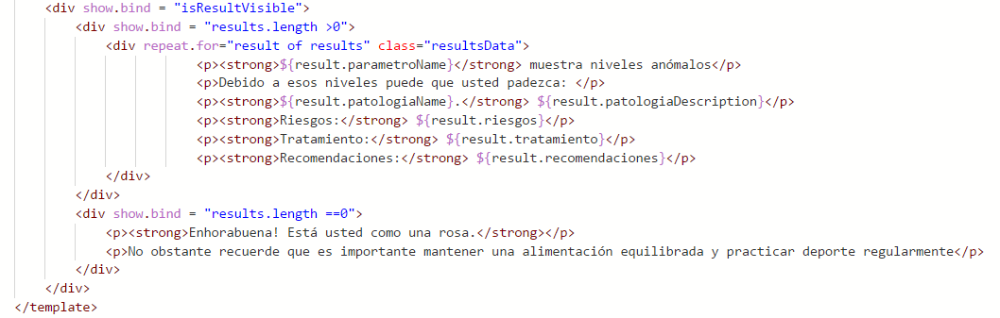 <div show.bind = "isResultVisible">
<div show.bind = "results.length >0">
<div repeat.for="result of results" class="resultsData">
<p><strong>${result.parametroName}</strong> muestra niveles anómalos</p>
<p>Debido a esos niveles puede que usted padezca: </p>
<p><strong>${result.patologiaName}.</strong> ${result.patologiaDescription}</p>
<p><strong>Riesgos:</strong> ${result.riesgos}</p>
<p><strong>Tratamiento:</strong> ${result.tratamiento}</p>
<p><strong>Recomendaciones:</strong> ${result.recomendaciones}</p>
</div>
</div>
<div show.bind = "results.length ==0">
<p><strong>Enhorabuena! Está usted como una rosa.</strong></p>
<p>No obstante recuerde que es importante mantener una alimentación equilibrada y practicar deporte regularmente</p>
</div>
</div>
</template>